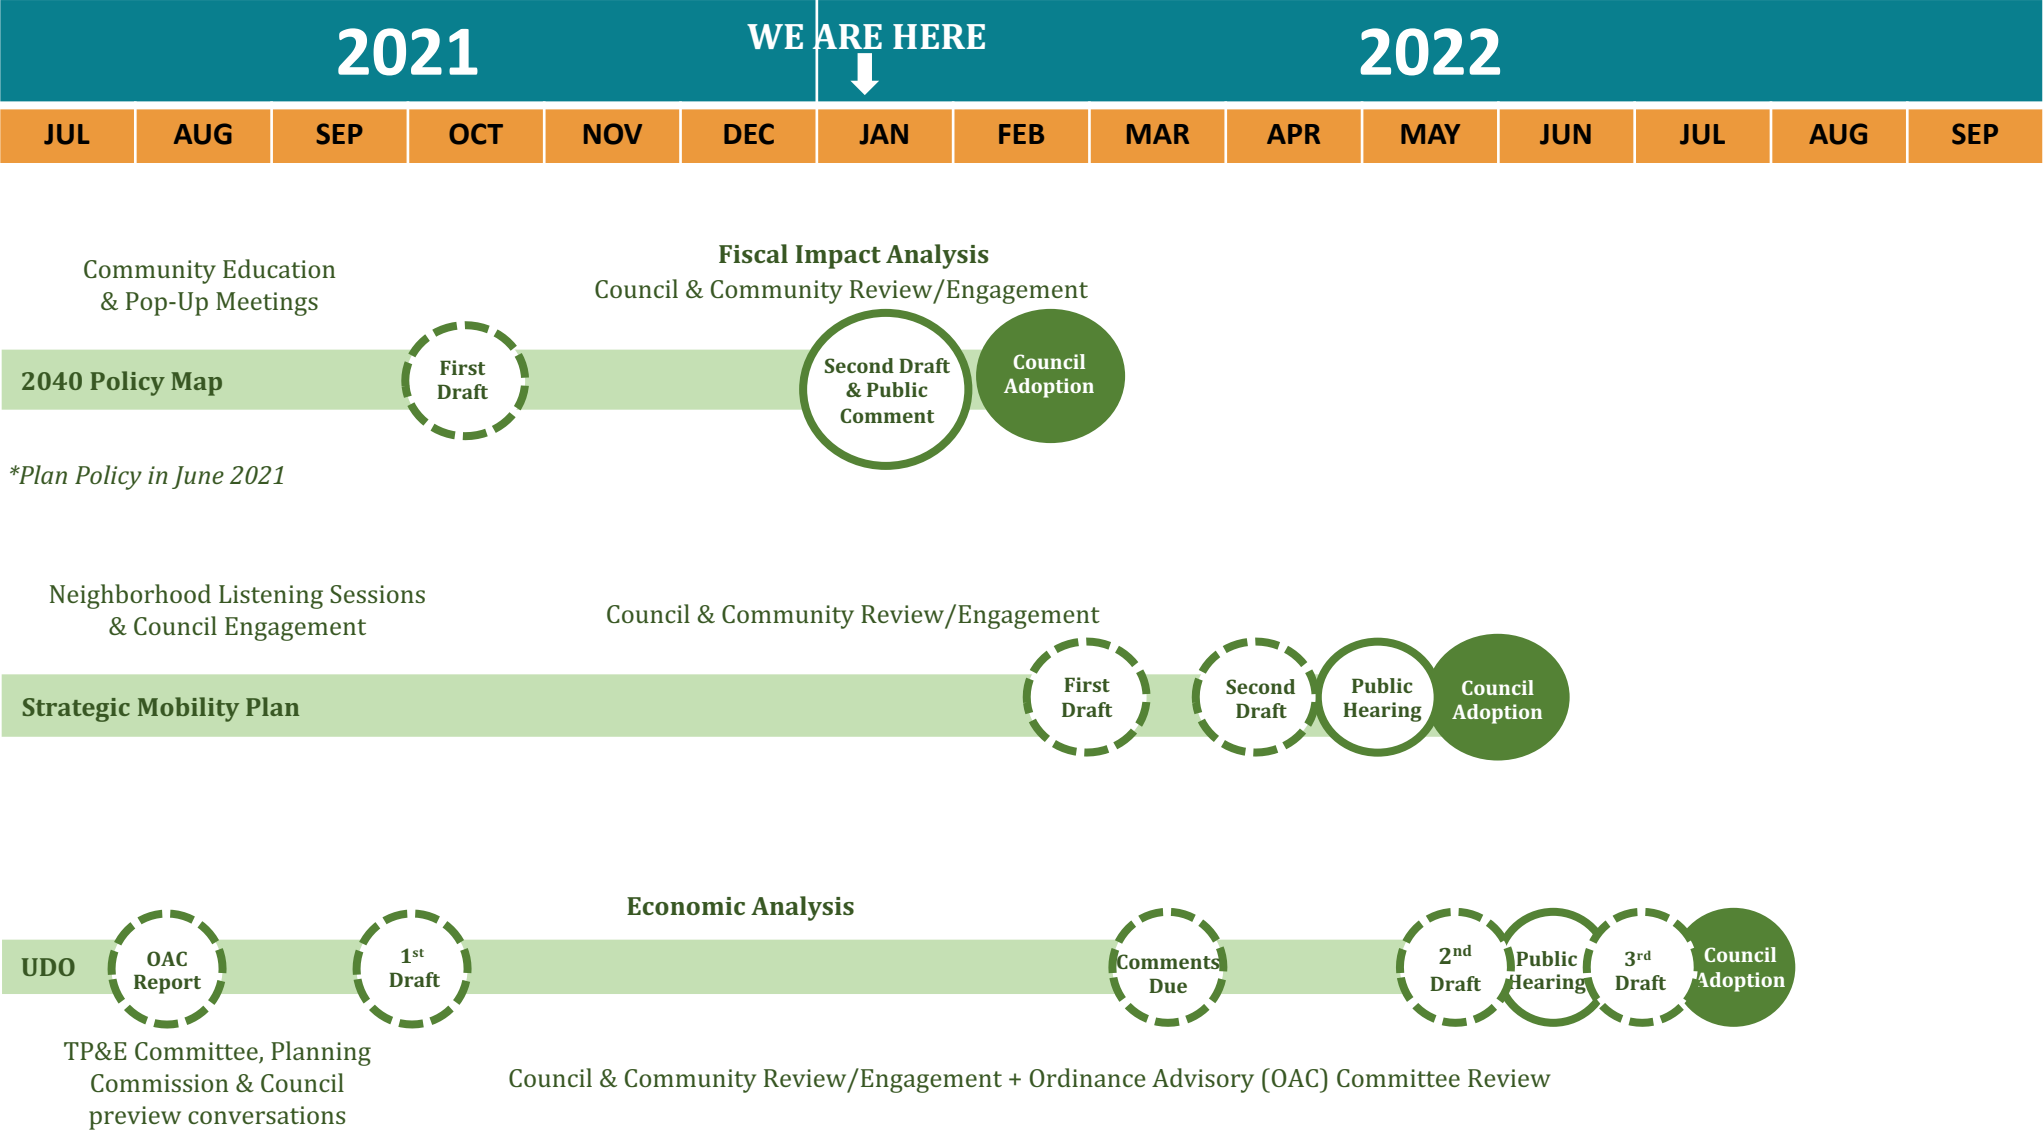 2021
WE ARE HERE
2022
JUL AUG SEP OCT NOV DEC JAN FEB MAR APR MAY JUN JUL AUG SEP
Community Education
& Pop-Up Meetings
Fiscal Impact Analysis
Council & Community Review/Engagement
2040 Policy Map
First
Draft
Second Draft
& Public
Comment
Council
Adoption
*Plan Policy in June 2021
Neighborhood Listening Sessions
& Council Engagement
Council & Community Review/Engagement
Strategic Mobility Plan
First
Draft
Second
Draft
Public
Hearing
Council
Adoption
Economic Analysis
UDO
OAC
Report
1st
Draft
Comments
Due
2nd
Draft
Public
Hearing
3rd
Draft
Council
Adoption
TP&E Committee, Planning
Commission & Council
preview conversations
Council & Community Review/Engagement + Ordinance Advisory (OAC) Committee Review